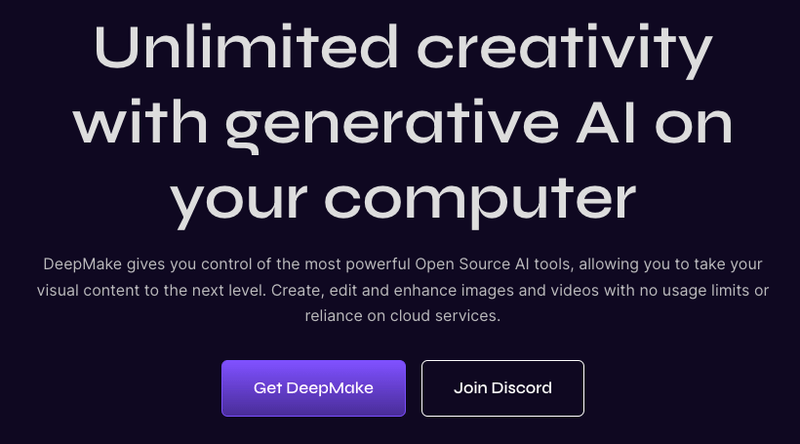 Unlimited creativity
with generative AI on
your computer
DeepMake gives you control of the most powerful Open Source AI tools, allowing you to take your
visual content to the next level. Create, edit and enhance images and videos with no usage limits or
reliance on cloud services.
Get DeepMake
Join Discord